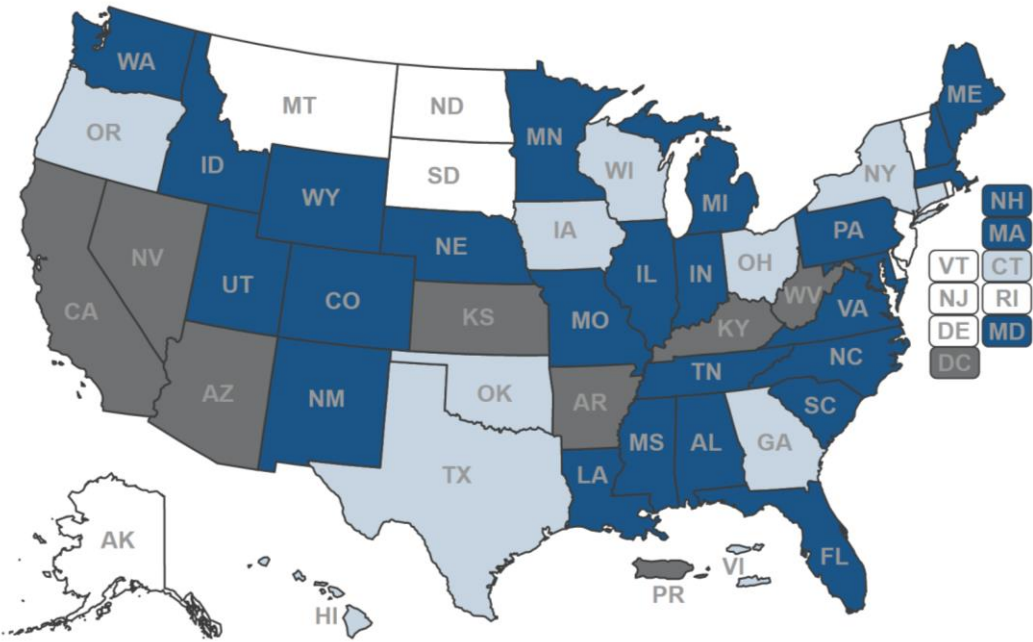 WA
ME
MT
ND
OR
MN
ID
SD
WI
NY
WY
MI
NH
IA
PA
MA
NE
NV
OH
VT CT
UT
IL
IN
CO
WV
NJ RI
CA
KS
MO
KY
VA
DE MD
NC
DC
TN
AZ
NM
OK
AR
SC
MS
AL
GA
TX
LA
AK
FL
VI
PR
HI